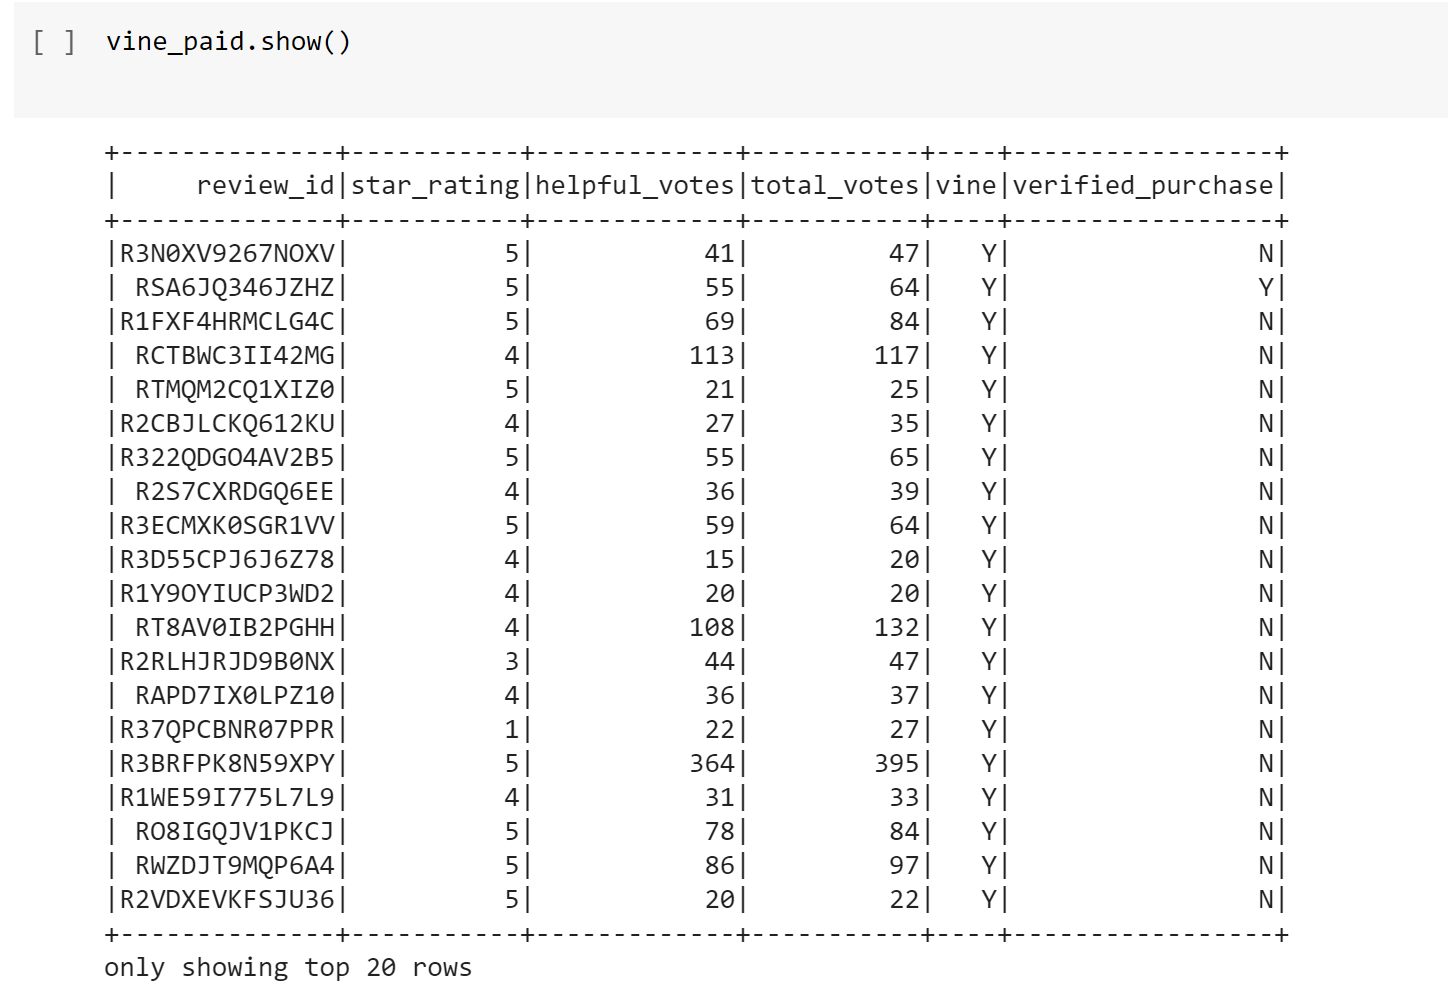 [ ] vine_paid.show()
+--------------+-----------+-------------+-----------+----+-----------------+
|     review_id|star_rating|helpful_votes|total_votes|vine|verified_purchase|
+--------------+-----------+-------------+-----------+----+-----------------+
|R3N0XV9267NOXV|          5|           41|         47|   Y|                N|
| RSA6JQ346JZHZ|          5|           55|         64|   Y|                Y|
|R1FXF4HRMCLG4C|          5|           69|         84|   Y|                N|
| RCTBWC3II42MG|          4|          113|        117|   Y|                N|
| RTMQM2CQ1XIZ0|          5|           21|         25|   Y|                N|
|R2CBJLCKQ612KU|          4|           27|         35|   Y|                N|
|R322QDGO4AV2B5|          5|           55|         65|   Y|                N|
| R2S7CXRDGQ6EE|          4|           36|         39|   Y|                N|
|R3ECMXK0SGR1VV|          5|           59|         64|   Y|                N|
|R3D55CPJ6J6Z78|          4|           15|         20|   Y|                N|
|R1Y9OYIUCP3WD2|          4|           20|         20|   Y|                N|
| RT8AV0IB2PGHH|          4|          108|        132|   Y|                N|
|R2RLHJRJD9B0NX|          3|           44|         47|   Y|                N|
| RAPD7IX0LPZ10|          4|           36|         37|   Y|                N|
|R37QPCBNR07PPR|          1|           22|         27|   Y|                N|
|R3BRFPK8N59XPY|          5|          364|        395|   Y|                N|
|R1WE59I775L7L9|          4|           31|         33|   Y|                N|
| RO8IGQJV1PKCJ|          5|           78|         84|   Y|                N|
| RWZDJT9MQP6A4|          5|           86|         97|   Y|                N|
|R2VDXEVKFSJU36|          5|           20|         22|   Y|                N|
+--------------+-----------+-------------+-----------+----+-----------------+
only showing top 20 rows